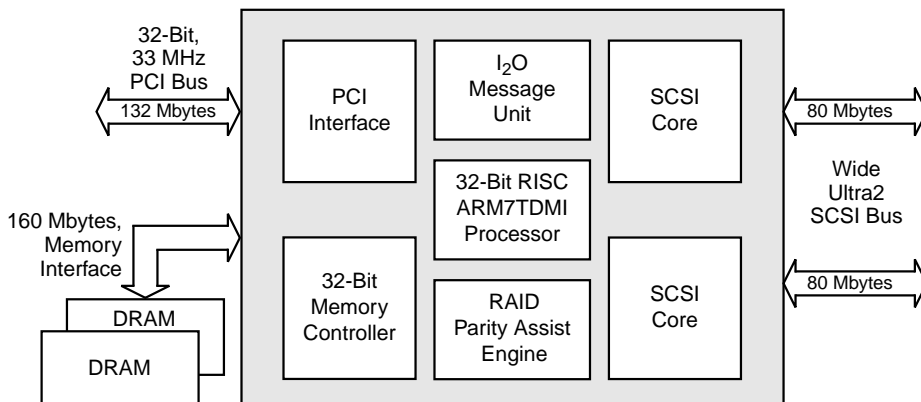 32-Bit,
33 MHz
PCI Bus
132 Mbytes
PCI
Interface
I₂O
Message
Unit
SCSI
Core
80 Mbytes
32-Bit RISC
ARM7TDMI
Processor
Wide
Ultra2
SCSI Bus
160 Mbytes,
Memory
Interface
32-Bit
Memory
Controller
RAID
Parity Assist
Engine
SCSI
Core
80 Mbytes
DRAM
DRAM